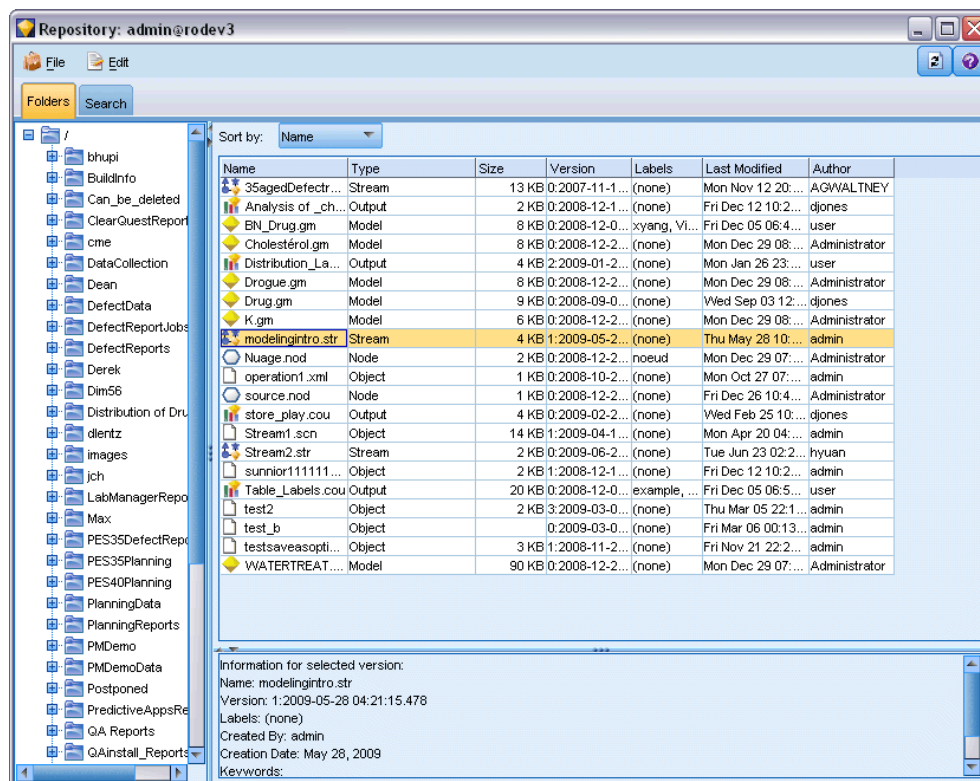 Repository: admin@rodev3
File Edit
Folders Search
/
bhupi
BuildInfo
Can_be_deleted
ClearQuestReport
cme
DataCollection
Dean
DefectData
DefectReportJobs
DefectReports
Derek
Dim56
Distribution of Dru
dlentz
images
jch
LabManagerRepo
Max
PES35DefectRepo
PES35Planning
PES40Planning
PlanningData
PlanningReports
PMDemo
PMDemoData
Postponed
PredictiveAppsRe
QA Reports
QAinstall_Reports
Sort by: Name
Name Type Size Version Labels Last Modified Author
35agedDefectr... Stream 13 KB 0:2007-11-1... (none) Mon Nov 12 20:... AGWALTNEY
Analysis of _ch... Output 2 KB 0:2008-12-1... (none) Fri Dec 12 10:2... djones
BN_Drug.gm Model 8 KB 0:2008-12-0... xyang, Vi... Fri Dec 05 06:4... user
Cholestérol.gm Model 8 KB 0:2008-12-2... (none) Mon Dec 29 08:... Administrator
Distribution_La... Output 4 KB 2:2009-01-2... (none) Mon Jan 26 23:... user
Drogue.gm Model 8 KB 0:2008-12-2... (none) Mon Dec 29 08:... Administrator
Drug.gm Model 9 KB 0:2008-09-0... (none) Wed Sep 03 12:... djones
K.gm Model 6 KB 0:2008-12-2... (none) Mon Dec 29 08:... Administrator
modelingintro.str Stream 4 KB 1:2009-05-2... (none) Thu May 28 10:... admin
Nuage.nod Node 2 KB 0:2008-12-2... noeud Mon Dec 29 07:... Administrator
operation1.xml Object 1 KB 0:2008-10-2... (none) Mon Oct 27 07:... admin
source.nod Node 1 KB 0:2008-12-2... (none) Fri Dec 26 10:4... Administrator
store_play.cou Output 4 KB 0:2009-02-2... (none) Wed Feb 25 10:... djones
Stream1.scn Object 14 KB 1:2009-04-1... (none) Mon Apr 20 04:... admin
Stream2.str Stream 2 KB 0:2009-06-2... (none) Tue Jun 23 02:2... hyuan
sunnior111111... Object 2 KB 1:2008-12-1... (none) Fri Dec 12 10:2... admin
Table_Labels.cou Output 20 KB 0:2008-12-0... example, ... Fri Dec 05 06:5... user
test2 Object 2 KB 3:2009-03-0... (none) Thu Mar 05 22:1... admin
test_b Object 0:2009-03-0... (none) Fri Mar 06 00:13... admin
testsaveasopti... Object 3 KB 1:2008-11-2... (none) Fri Nov 21 22:2... admin
WATERTREAT.... Model 90 KB 0:2008-12-2... (none) Mon Dec 29 07:... Administrator
Information for selected version:
Name: modelingintro.str
Version: 1:2009-05-28 04:21:15.478
Labels: (none)
Created By: admin
Creation Date: May 28, 2009
Keywords: